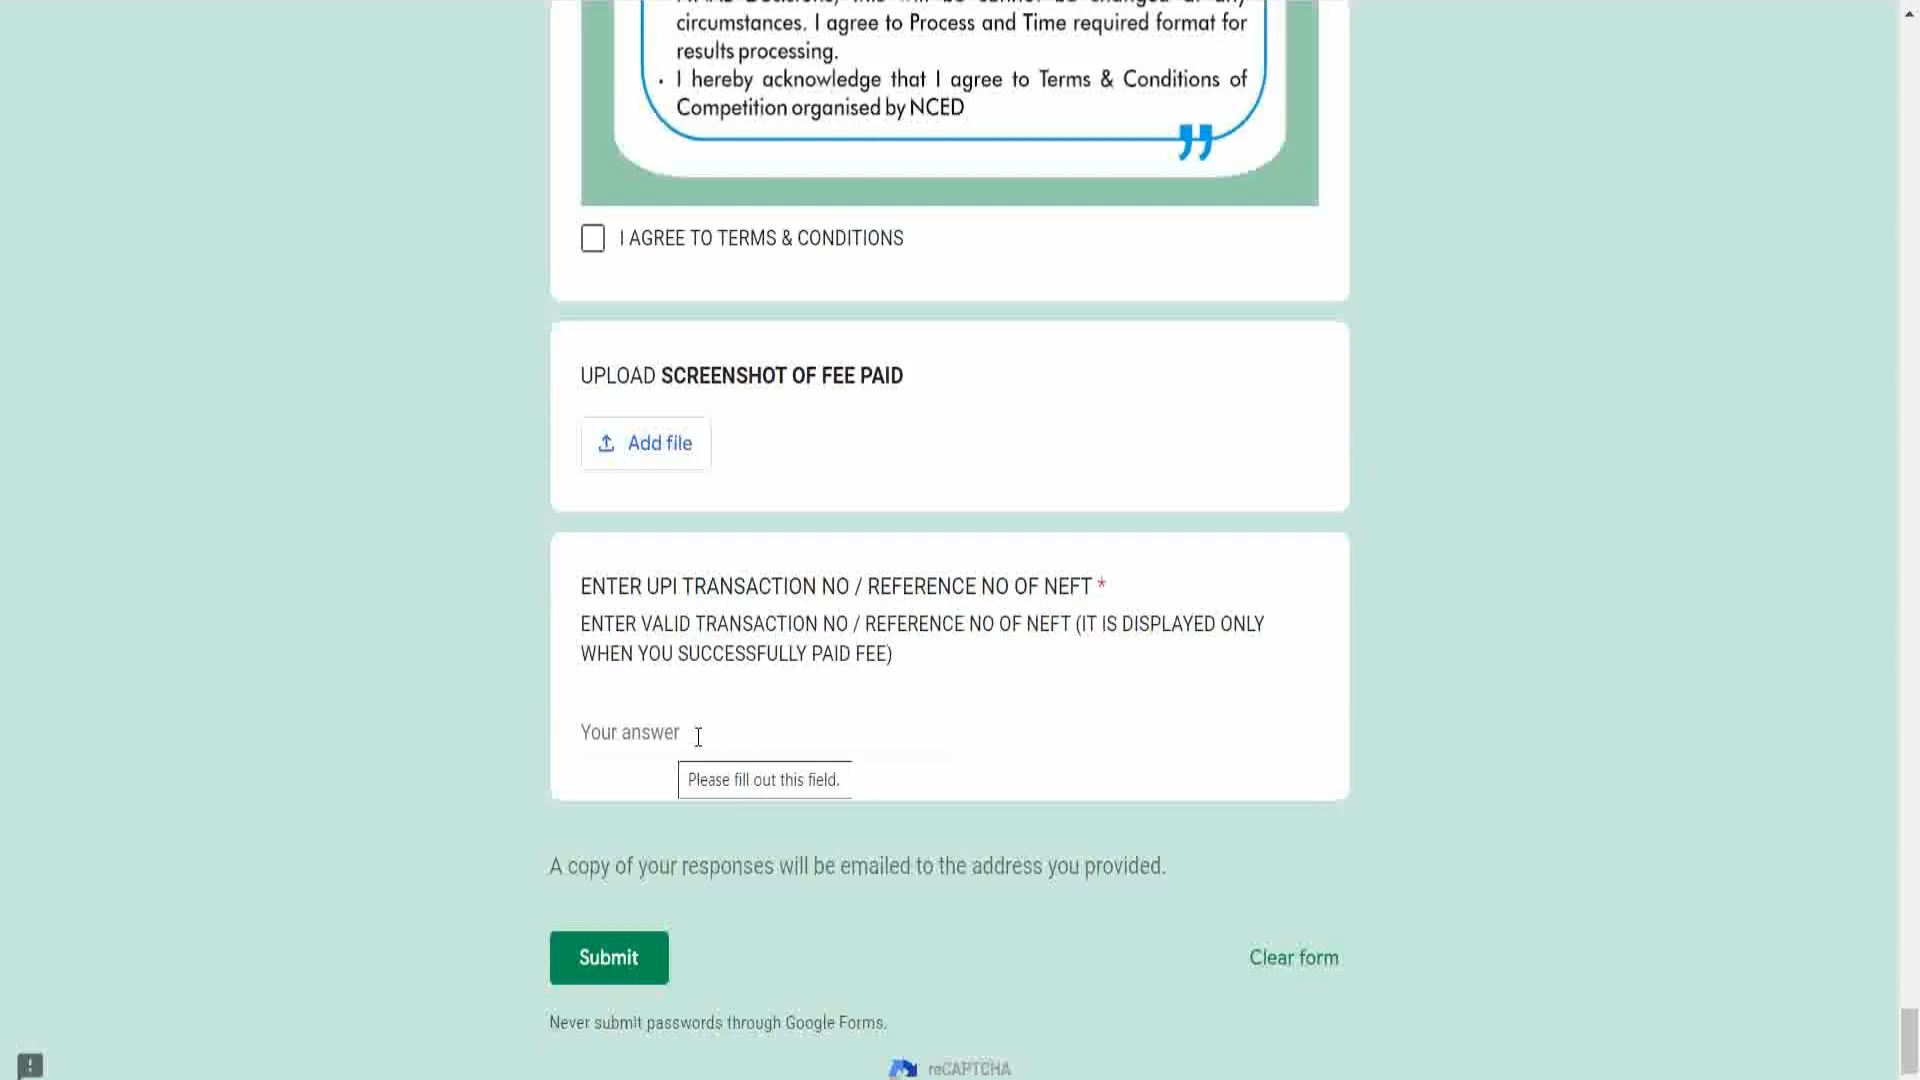 circumstances. I agree to Process and Time required format for
results processing.
• I hereby acknowledge that I agree to Terms & Conditions of
Competition organised by NCED
”
I AGREE TO TERMS & CONDITIONS
UPLOAD SCREENSHOT OF FEE PAID
Add file
ENTER UPI TRANSACTION NO / REFERENCE NO OF NEFT *
ENTER VALID TRANSACTION NO / REFERENCE NO OF NEFT (IT IS DISPLAYED ONLY
WHEN YOU SUCCESSFULLY PAID FEE)
Your answer
Please fill out this field.
A copy of your responses will be emailed to the address you provided.
Submit
Clear form
Never submit passwords through Google Forms.
reCAPTCHA